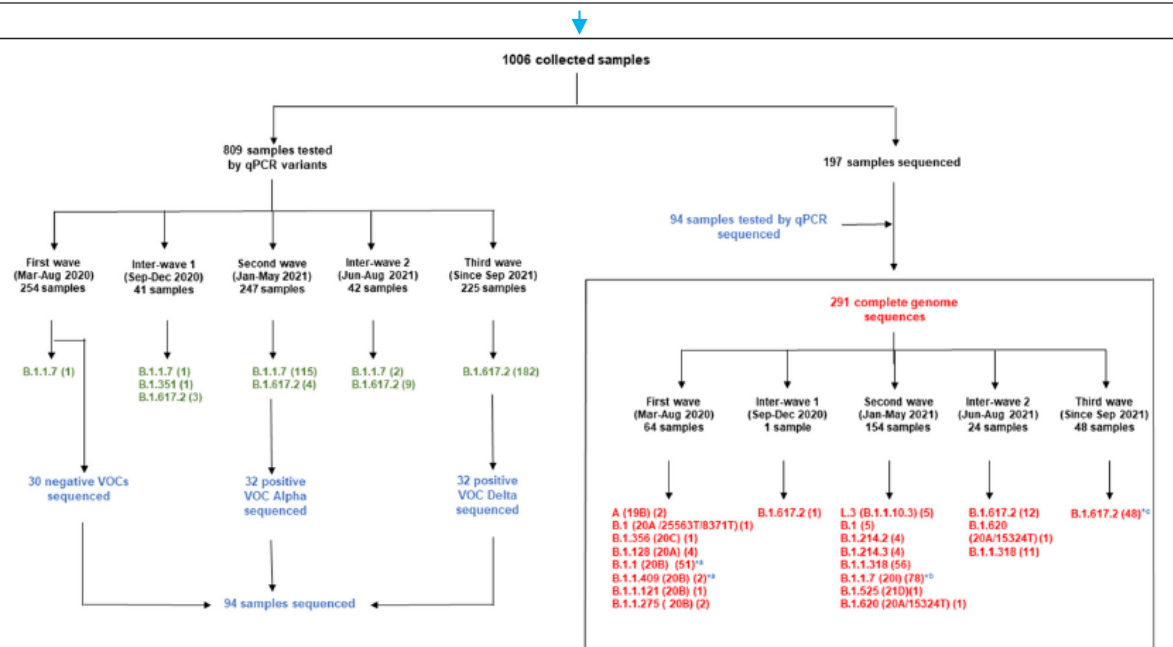 1006 collected samples
809 samples tested
by qPCR variants
197 samples sequenced
94 samples tested by qPCR
sequenced
First wave
(Mar-Aug 2020)
254 samples
Inter-wave 1
(Sep-Dec 2020)
41 samples
Second wave
(Jan-May 2021)
247 samples
Inter-wave 2
(Jun-Aug 2021)
42 samples
Third wave
(Since Sep 2021)
225 samples
B.1.1.7 (1)
B.1.1.7 (1)
B.1.351 (1)
B.1.617.2 (3)
B.1.1.7 (115)
B.1.617.2 (4)
B.1.1.7 (2)
B.1.617.2 (9)
B.1.617.2 (182)
30 negative VOCs
sequenced
32 positive
VOC Alpha
sequenced
32 positive
VOC Delta
sequenced
94 samples sequenced
291 complete genome
sequences
First wave
(Mar-Aug 2020)
64 samples
Inter-wave 1
(Sep-Dec 2020)
1 sample
Second wave
(Jan-May 2021)
154 samples
Inter-wave 2
(Jun-Aug 2021)
24 samples
Third wave
(Since Sep 2021)
48 samples
A (19B) (2)
B.1 (20A /25563T/8371T) (1)
B.1.356 (20C) (1)
B.1.128 (20A) (4)
B.1.1 (20B) (51)*a
B.1.1.409 (20B) (2)*a
B.1.1.121 (20B) (1)
B.1.1.275 ( 20B) (2)
B.1.617.2 (1)
L.3 (B.1.1.10.3) (5)
B.1 (5)
B.1.214.2 (4)
B.1.214.3 (4)
B.1.1.318 (56)
B.1.1.7 (20I) (78)*b
B.1.525 (21D)(1)
B.1.620 (20A/15324T) (1)
B.1.617.2 (12)
B.1.620
(20A/15324T) (1)
B.1.1.318 (11)
B.1.617.2 (48)*c